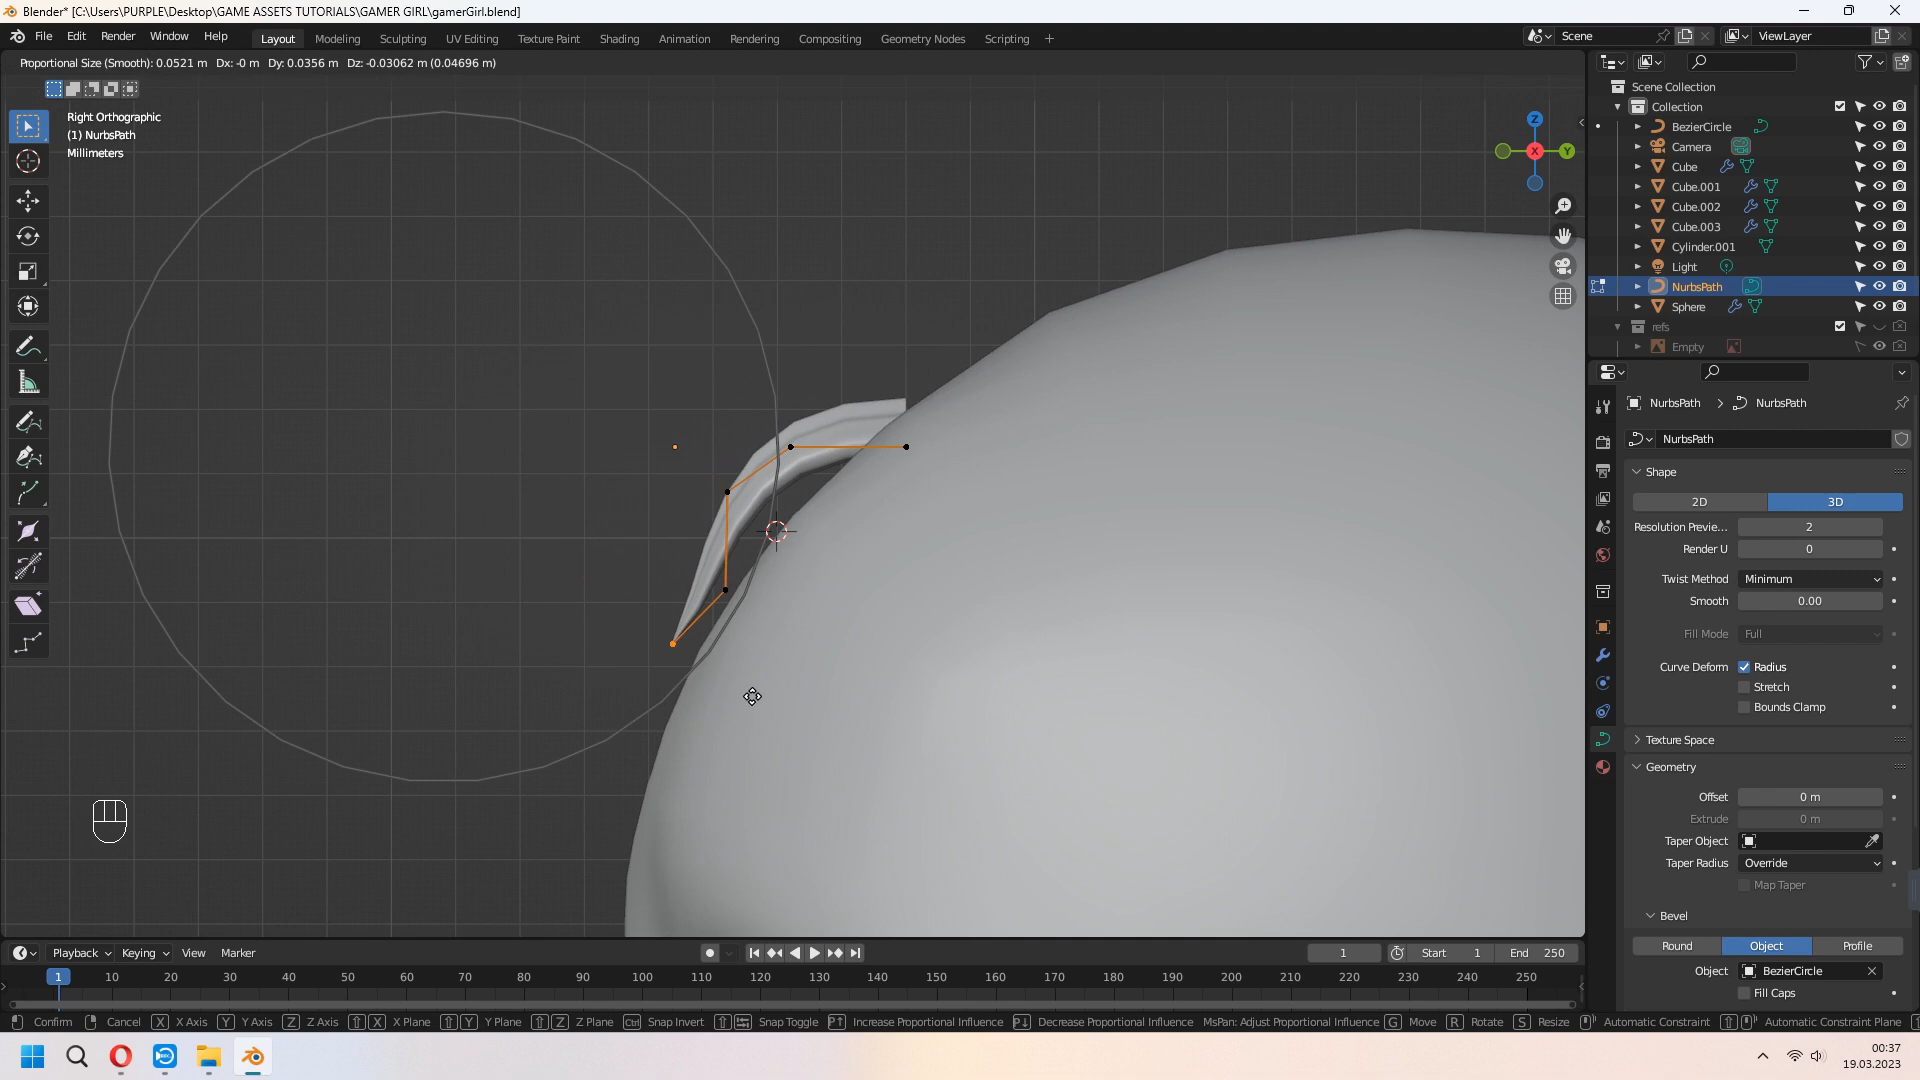 Blender* [C:\Users\PURPLE\Desktop\GAME ASSETS TUTORIALS\GAMER GIRL\gamerGirl.blend]
File Edit Render Window Help Layout Modeling Sculpting UV Editing Texture Paint Shading Animation Rendering Compositing Geometry Nodes Scripting + Scene ViewLayer
Proportional Size (Smooth): 0.0521 m Dx: -0 m Dy: 0.0356 m Dz: -0.03062 m (0.04696 m)
Right Orthographic
(1) NurbsPath
Millimeters
Z
X
Y
Scene Collection
Collection
BezierCircle
Camera
Cube
Cube.001
Cube.002
Cube.003
Cylinder.001
Light
NurbsPath
Sphere
refs
Empty
NurbsPath > NurbsPath
NurbsPath
Shape
2D 3D
Resolution Previe... 2
Render U 0
Twist Method Minimum
Smooth 0.00
Fill Mode Full
Curve Deform Radius
Stretch
Bounds Clamp
Texture Space
Geometry
Offset 0 m
Extrude 0 m
Taper Object
Taper Radius Override
Map Taper
Bevel
Round Object Profile
Object BezierCircle
Fill Caps
Playback Keying View Marker 1 Start 1 End 250
1 10 20 30 40 50 60 70 80 90 100 110 120 130 140 150 160 170 180 190 200 210 220 230 240 250
Confirm Cancel X X Axis Y Y Axis Z Z Axis X X Plane Y Y Plane Z Z Plane Ctrl Snap Invert Snap Toggle Increase Proportional Influence Decrease Proportional Influence MsPan: Adjust Proportional Influence G Move R Rotate S Resize Automatic Constraint Automatic Constraint Plane
00:37
19.03.2023